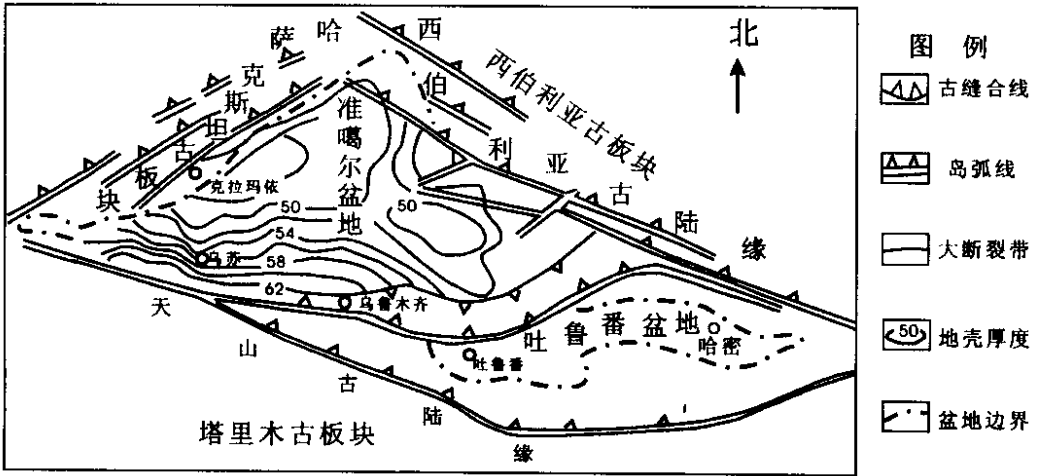 萨哈克斯坦古板块
西伯利亚古陆缘
西伯利亚古板块
北
准噶尔盆地
克拉玛依
50
50
54
58
62
乌苏
乌鲁木齐
天山古陆缘
吐鲁番盆地
哈密
吐鲁番
塔里木古板块
图 例
古缝合线
岛弧线
大断裂带
50
地壳厚度
盆地边界